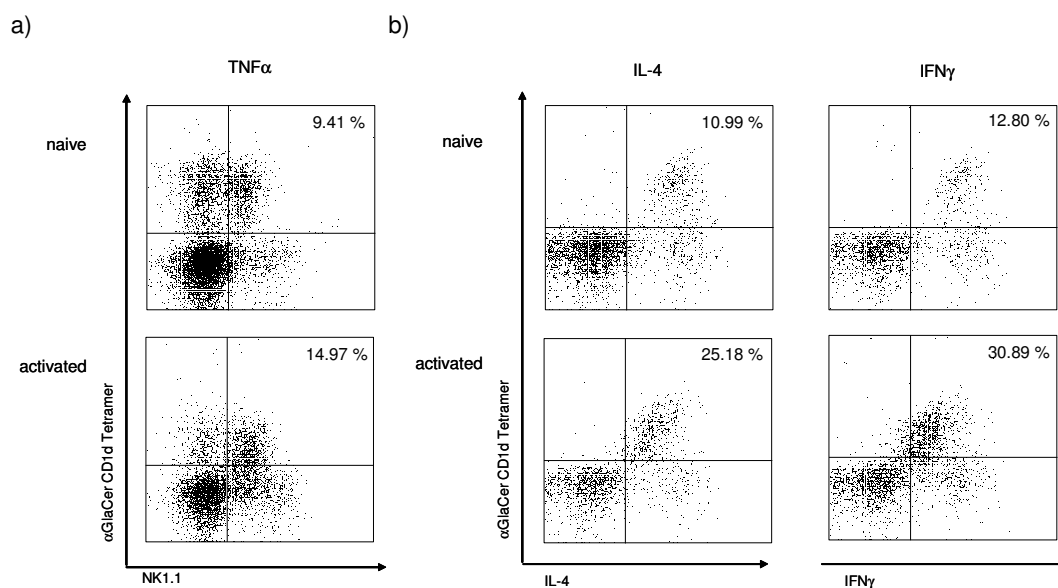 a)
b)
TNFα
IL-4
IFNγ
naive
9.41 %
naive
10.99 %
12.80 %
activated
14.97 %
activated
25.18 %
30.89 %
αGlaCer CD1d Tetramer
αGlaCer CD1d Tetramer
NK1.1
IL-4
IFNγ